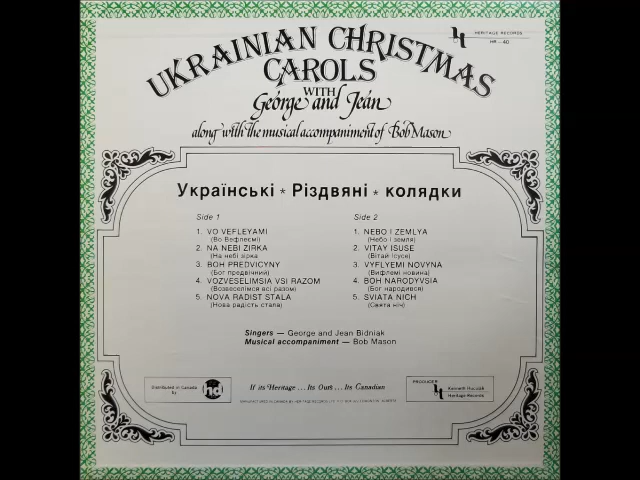 UKRAINIAN CHRISTMAS
CAROLS
WITH
George and Jean
along with the musical accompaniment of Bob Mason
HERITAGE RECORDS
HR - 40
Українські * Різдвяні * колядки
Side 1
1. VO VEFLEYAMI
(Во Вефлеємі)
2. NA NEBI ZIRKA
(На небі зірка
3. BOH PREDVICYNY
(Бог предвічний)
4. VOZVESELIMSIA VSI RAZOM
(Возвеселімся всі разом)
5. NOVA RADIST STALA
(Нова радість стала)
Side 2
1. NEBO I ZEMLYA
(Небо і земля)
2. VITAY ISUSE
(Вітай Ісусе)
3. VYFLYEMI NOVYNA
(Вифлемі новина)
4. BOH NARODYVSIA
(Бог народився)
5. SVIATA NICH
(Свята ніч)
Singers — George and Jean Bidniak
Musical accompaniment — Bob Mason
Distributed in Canada
By
If its Heritage ... Its Ours ... Its Canadian
PRODUCER
Kenneth
Heritage Records